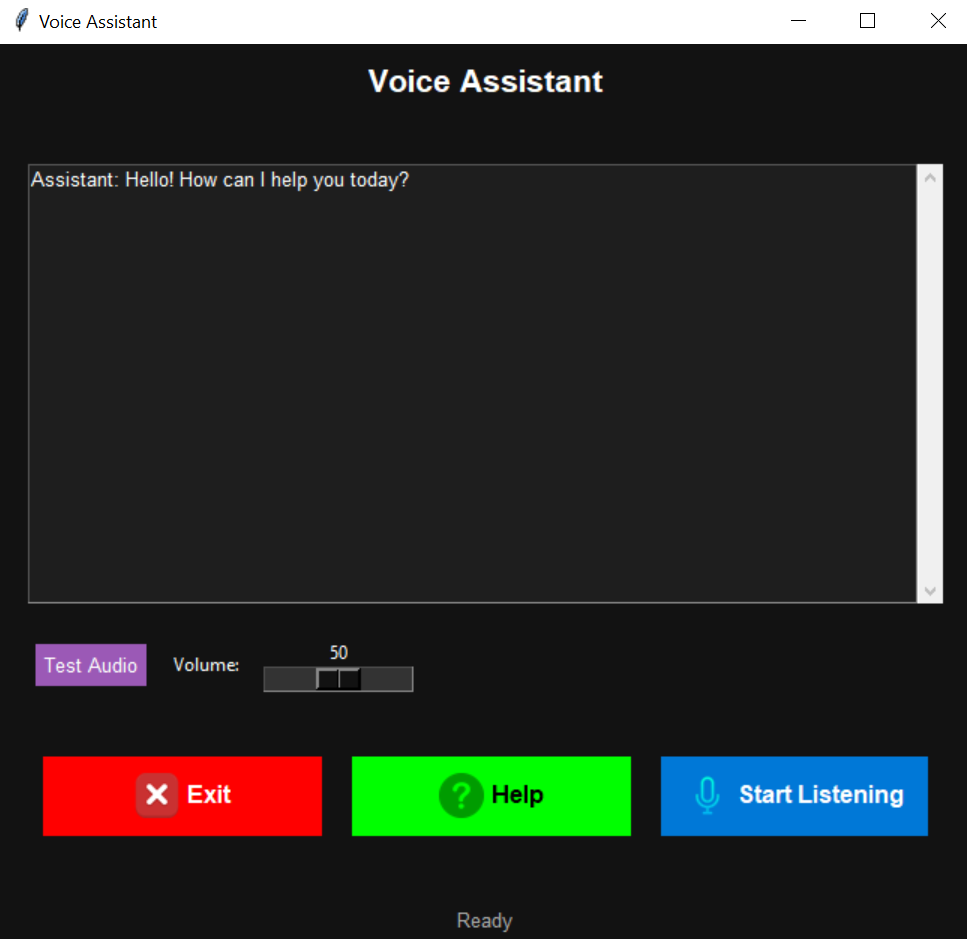 Voice Assistant
Voice Assistant
Assistant: Hello! How can I help you today?
50
Test Audio Volume:
Exit Help Start Listening
Ready